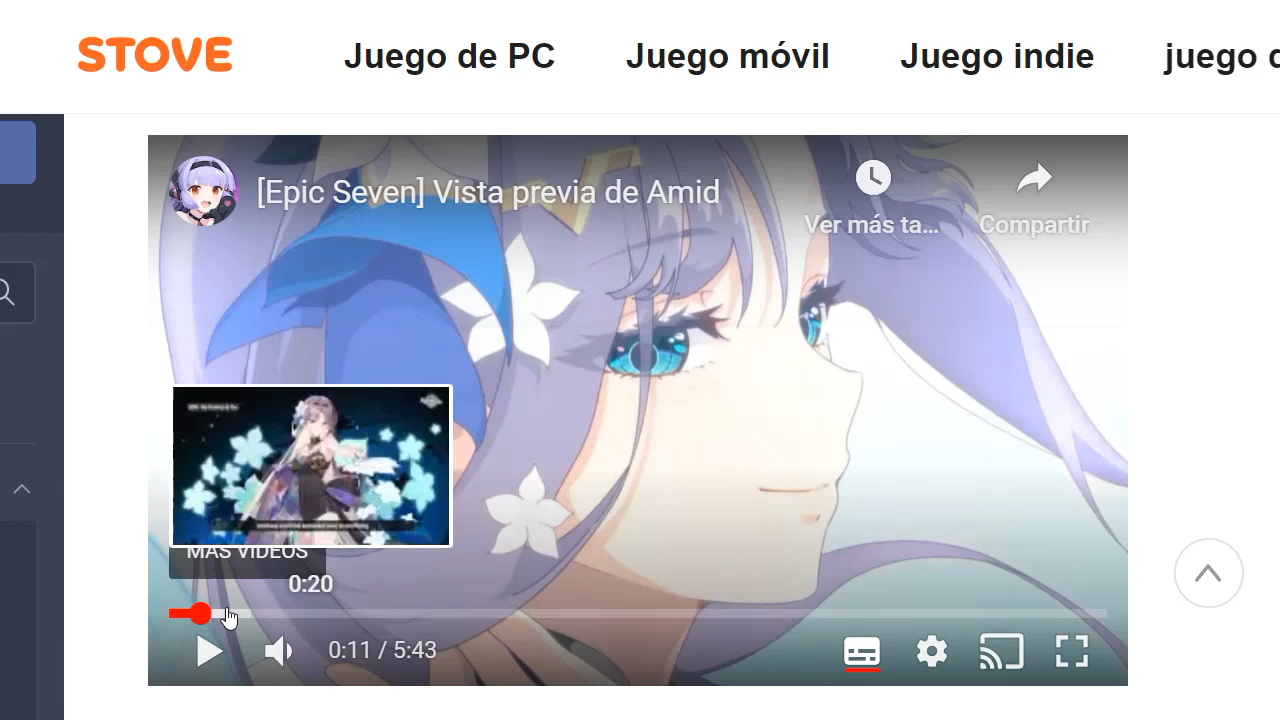 STOVE
Juego de PC
Juego móvil
Juego indie
juego
[Epic Seven] Vista previa de Amid
Ver más ta...
Compartir
MÁS VÍDEOS
0:20
0:11 / 5:43